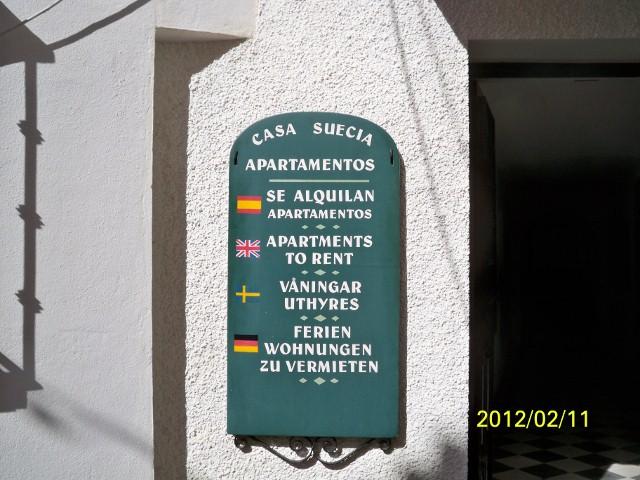 CASA SUECIA
APARTAMENTOS
SE ALQUILAN
APARTAMENTOS
APARTMENTS
TO RENT
VÅNINGAR
UTHYRES
FERIEN
WOHNUNGEN
ZU VERMIETEN
2012/02/11